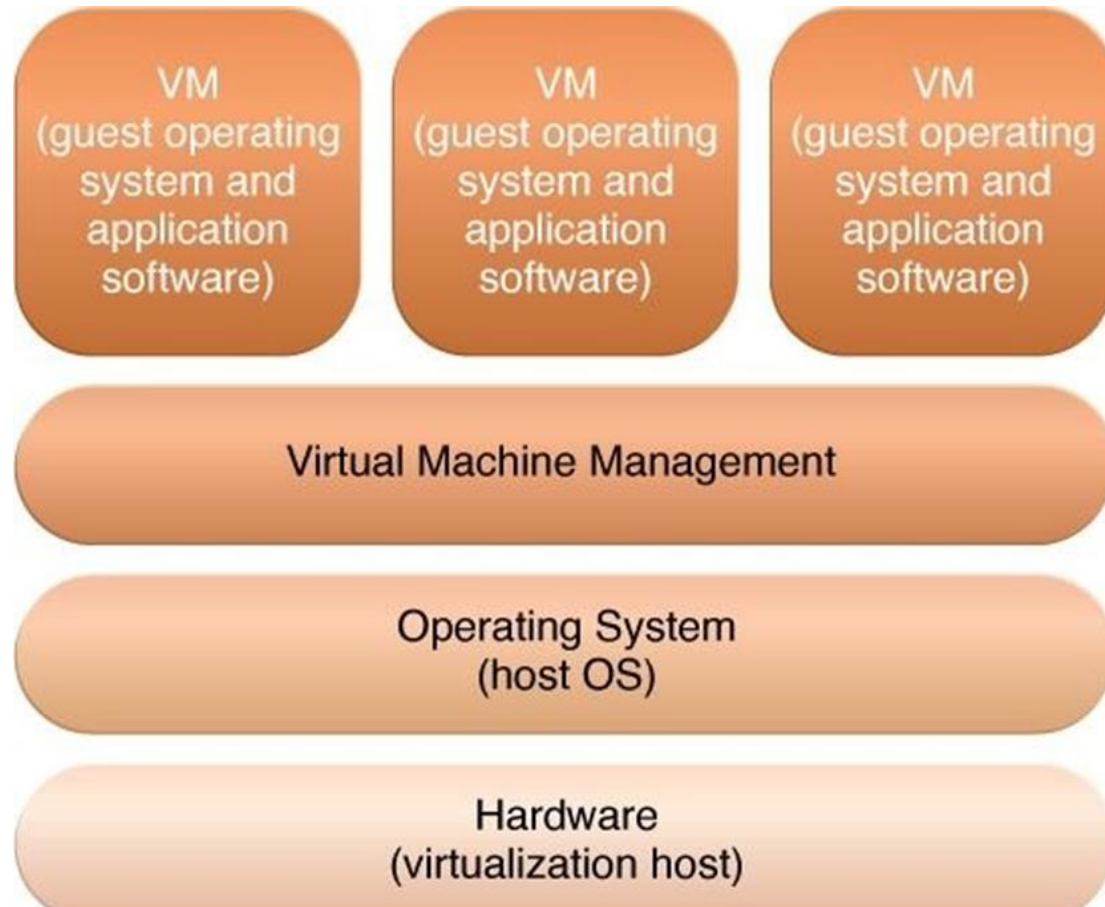 VM
(guest operating
system and
application
software)
VM
(guest operating
system and
application
software)
VM
(guest operating
system and
application
software)
Virtual Machine Management
Operating System
(host OS)
Hardware
(virtualization host)